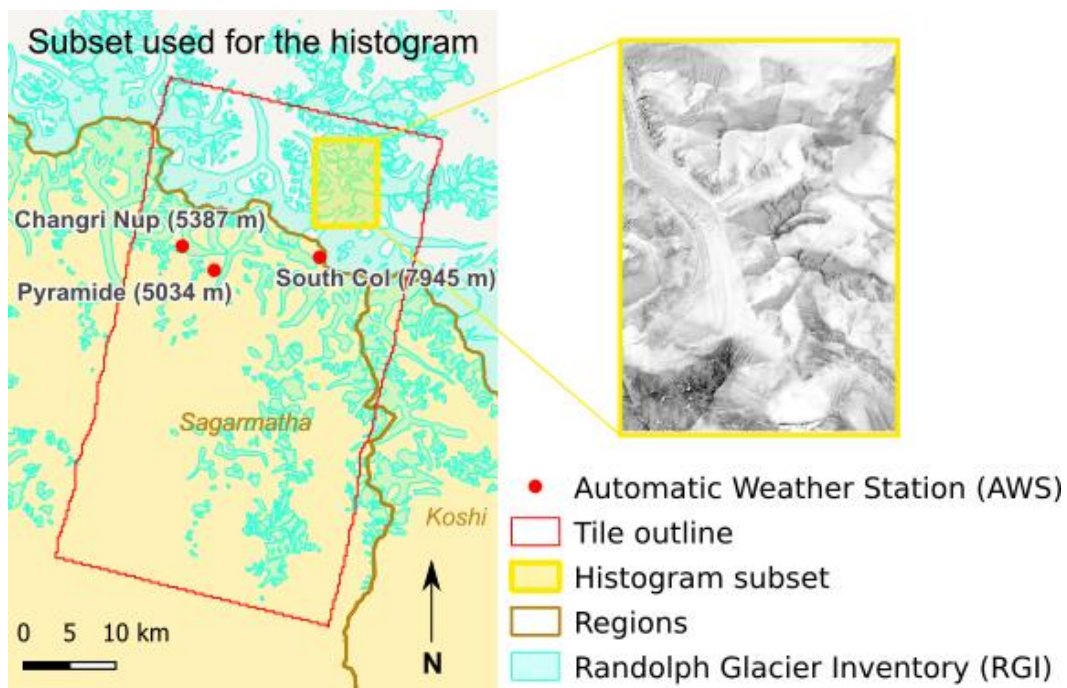 Subset used for the histogram
Changri Nup (5387 m)
South Col (7945 m)
Pyramide (5034 m)
Sagarmatha
Koshi
0 5 10 km
N
Automatic Weather Station (AWS)
Tile outline
Histogram subset
Regions
Randolph Glacier Inventory (RGI)